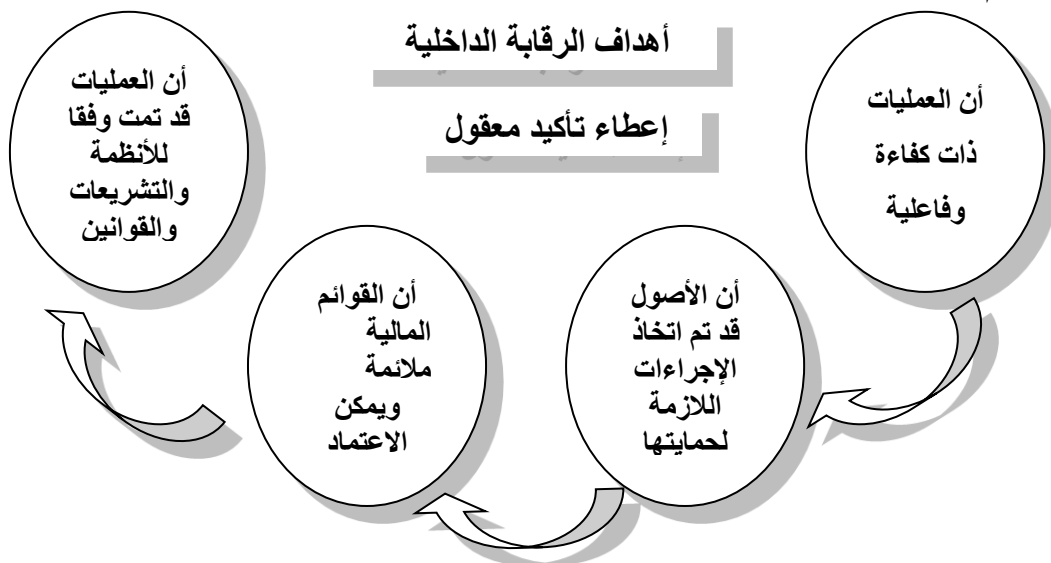 أهداف الرقابة الداخلية
إعطاء تأكيد معقول
أن العمليات
ذات كفاءة
وفاعلية
أن الأصول
قد تم اتخاذ
الإجراءات
اللازمة
لحمايتها
أن القوائم
المالية
ملائمة
ويمكن
الاعتماد
أن العمليات
قد تمت وفقا
للأنظمة
والتشريعات
والقوانين